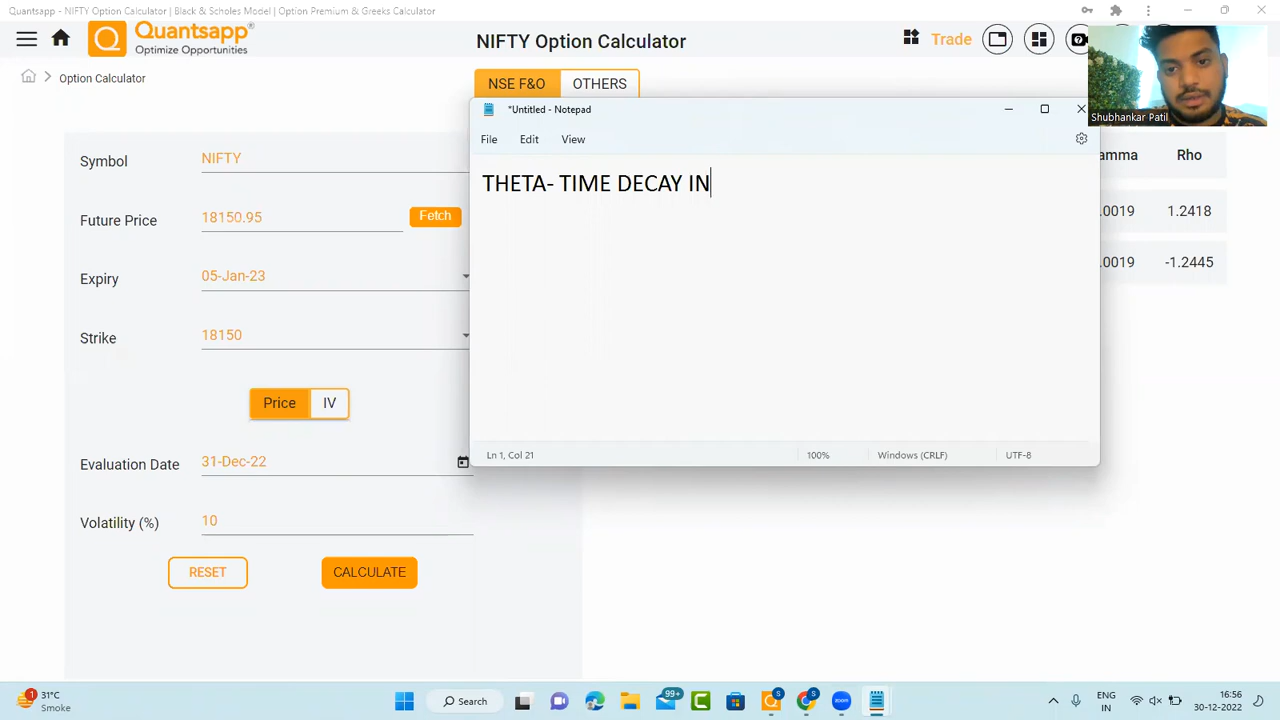 Quantsapp - NIFTY Option Calculator | Black & Scholes Model | Option Premium & Greeks Calculator
Quantsapp
Optimize Opportunities
NIFTY Option Calculator
Trade
Option Calculator
NSE F&O
OTHERS
Shubhankar Patil
*Untitled - Notepad
File
Edit
View
THETA- TIME DECAY IN
Ln 1, Col 21
100%
Windows (CRLF)
UTF-8
Symbol
NIFTY
Future Price
18150.95
Fetch
Expiry
05-Jan-23
Strike
18150
Price
IV
Evaluation Date
31-Dec-22
Volatility (%)
10
RESET
CALCULATE
amma
Rho
.0019
1.2418
.0019
-1.2445
1
31°C
Smoke
Search
99+
S
S
ENG
IN
16:56
30-12-2022